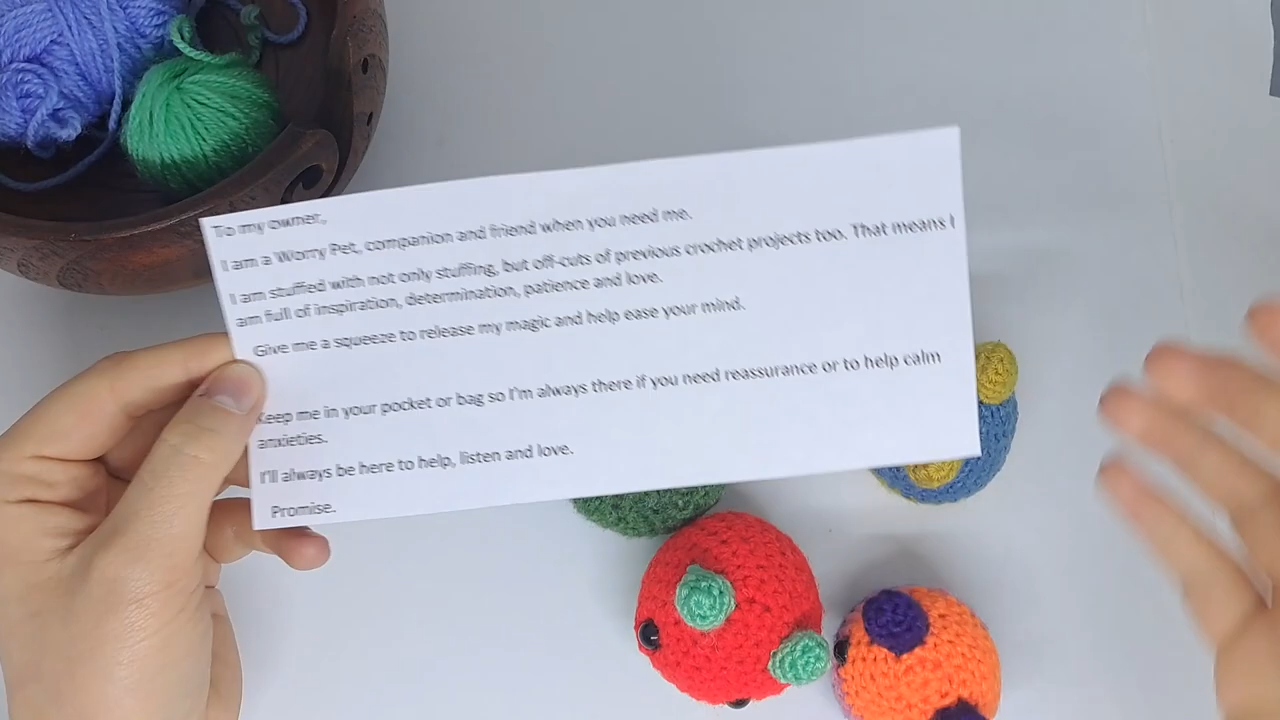 To my owner,
I am a Worry Pet, companion and friend when you need me.
I am stuffed with not only stuffing, but off-cuts of previous crochet projects too. That means I
am full of inspiration, determination, patience and love.
Give me a squeeze to release my magic and help ease your mind.
Keep me in your pocket or bag so I'm always there if you need reassurance or to help calm
anxieties.
I'll always be here to help, listen and love.
Promise.